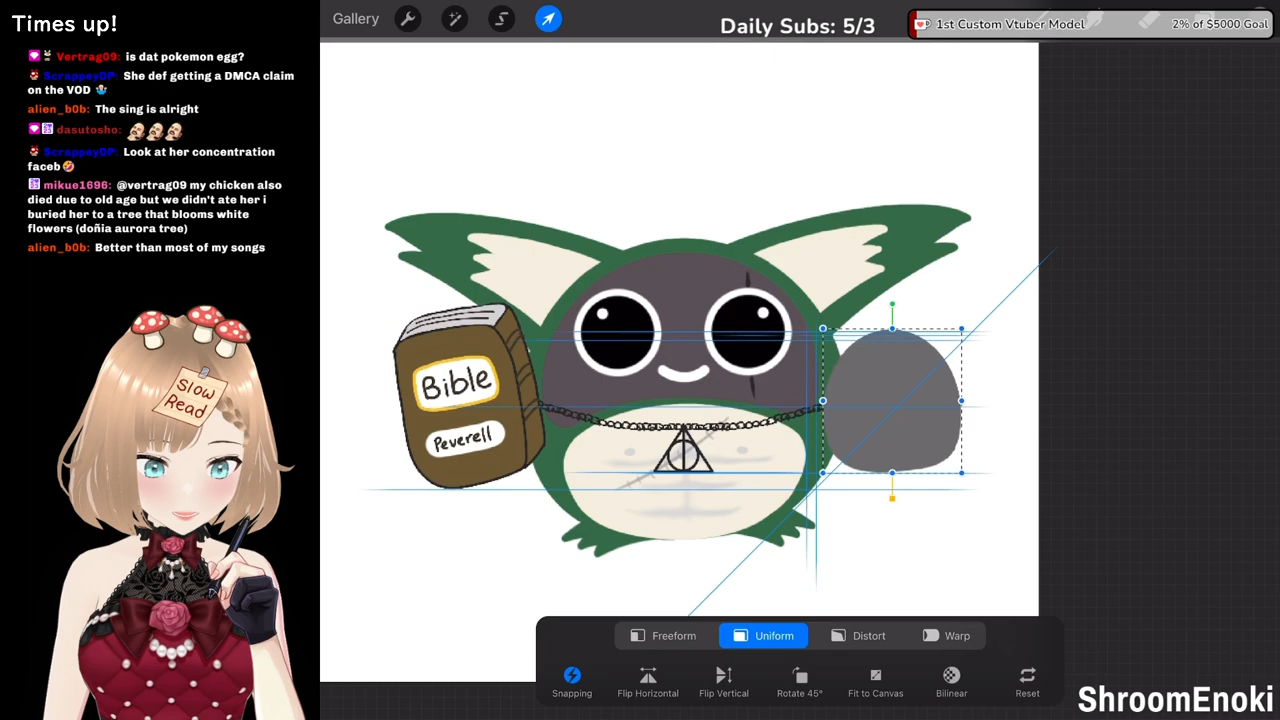 Times up!
Gallery
Daily Subs: 5/3
1st Custom Vtuber Model
2% of $5000 Goal
Vertrag09: is dat pokemon egg?
ScrappeyDP: She def getting a DMCA claim
on the VOD
alien_b0b: The sing is alright
dasutosho:
ScrappeyDP: Look at her concentration
faceb
mikue1696: @vertrag09 my chicken also
died due to old age but we didn't ate her i
buried her to a tree that blooms white
flowers (doñia aurora tree)
alien_b0b: Better than most of my songs
Slow
Read
Bible
Peverell
Freeform
Uniform
Distort
Warp
Snapping
Flip Horizontal
Flip Vertical
Rotate 45°
Fit to Canvas
Bilinear
Reset
ShroomEnoki